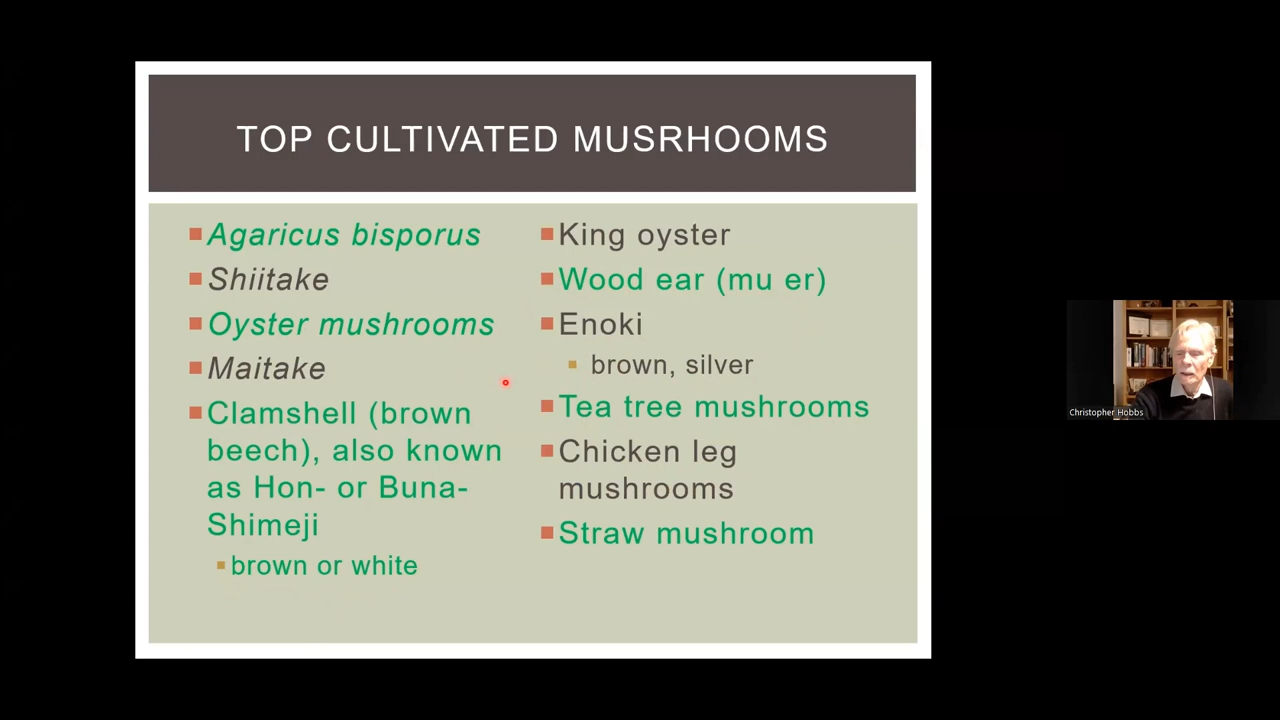 TOP CULTIVATED MUSRHOOMS
Agaricus bisporus
Shiitake
Oyster mushrooms
Maitake
Clamshell (brown
beech), also known
as Hon- or Buna-
Shimeji
brown or white
King oyster
Wood ear (mu er)
Enoki
brown, silver
Tea tree mushrooms
Chicken leg
mushrooms
Straw mushroom
Christopher Hobbs